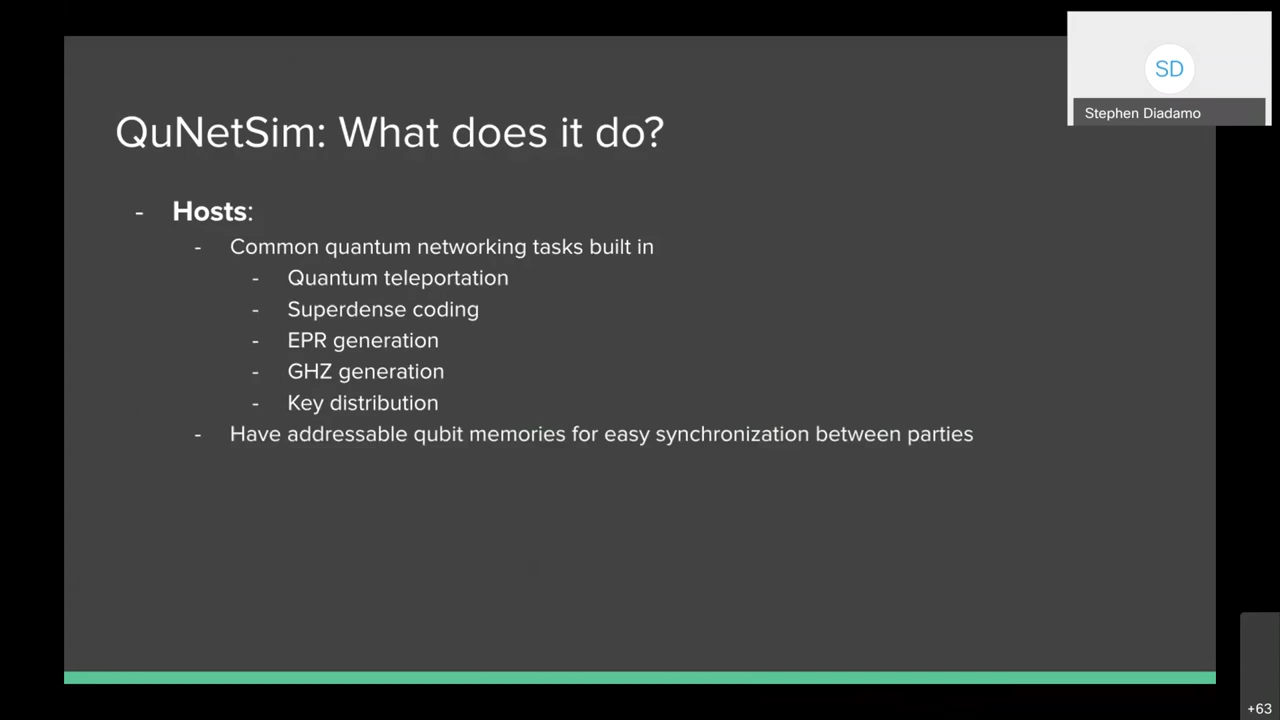 SD
Stephen Diadamo
QuNetSim: What does it do?
- Hosts:
- Common quantum networking tasks built in
- Quantum teleportation
- Superdense coding
- EPR generation
- GHZ generation
- Key distribution
- Have addressable qubit memories for easy synchronization between parties
+63